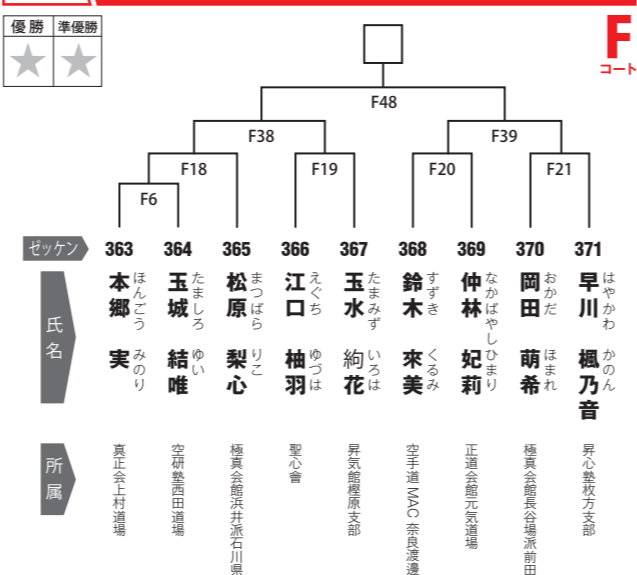 優勝 準優勝
F
コート
F48
F38 F39
F18 F19 F20 F21
F6
ゼッケン 363 364 365 366 367 368 369 370 371
氏名
本郷 実 ほんごう みのり
玉城 結唯 たましろ ゆい
松原 梨心 まつばら りこ
江口 柚羽 えぐち ゆづは
玉水 絢花 たまみず いろは
鈴木 來美 すずき くるみ
仲林 妃莉 なかばやし ひまり
岡田 萌希 おかだ ほまれ
早川 楓乃音 はやかわ かのん
所属
真正会上村道場
空研塾西田道場
極真会館浜井派石川県
聖心會
昇気館樫原支部
空手道 MAC 奈良渡邊
正道会館元気道場
極真会館長谷場派前田
昇心塾枚方支部